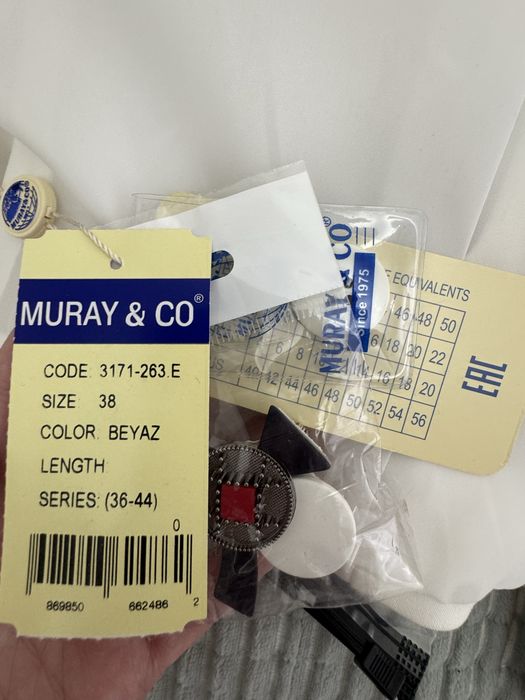 MURAY & CO®
CODE: 3171-263.E
SIZE: 38
COLOR: BEYAZ
LENGTH:
SERIES: (36-44)
0
869850 662486 2
MURAY & CO®
Since 1975
EQUIVALENTS
46 48 50
6 8 16 18 20 22
14 16 18 20
40 42 44 46 48 50 52 54 56
EAC